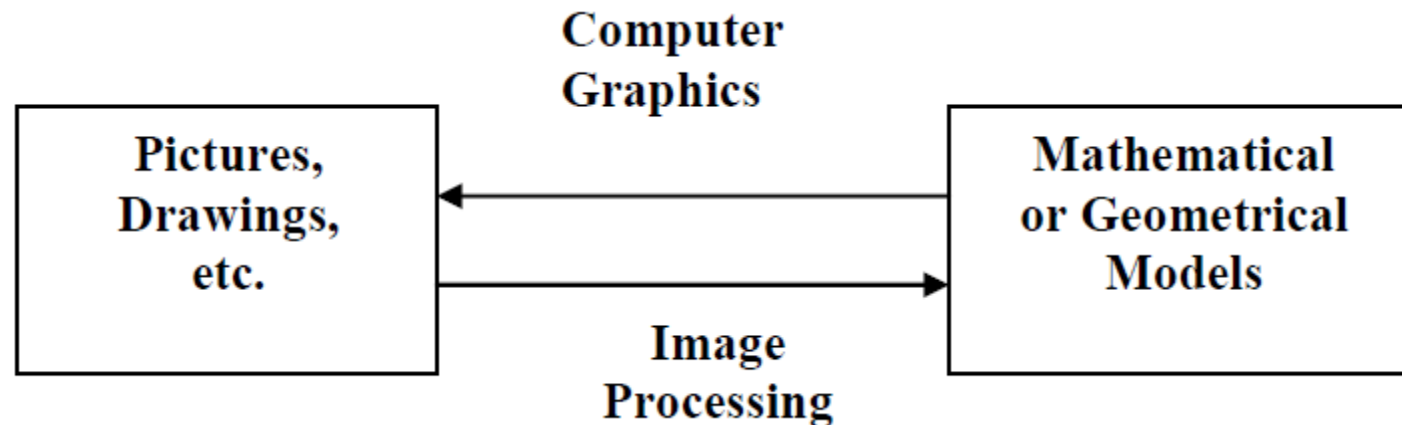 Computer
Graphics
Pictures,
Drawings,
etc.
Mathematical
or Geometrical
Models
Image
Processing